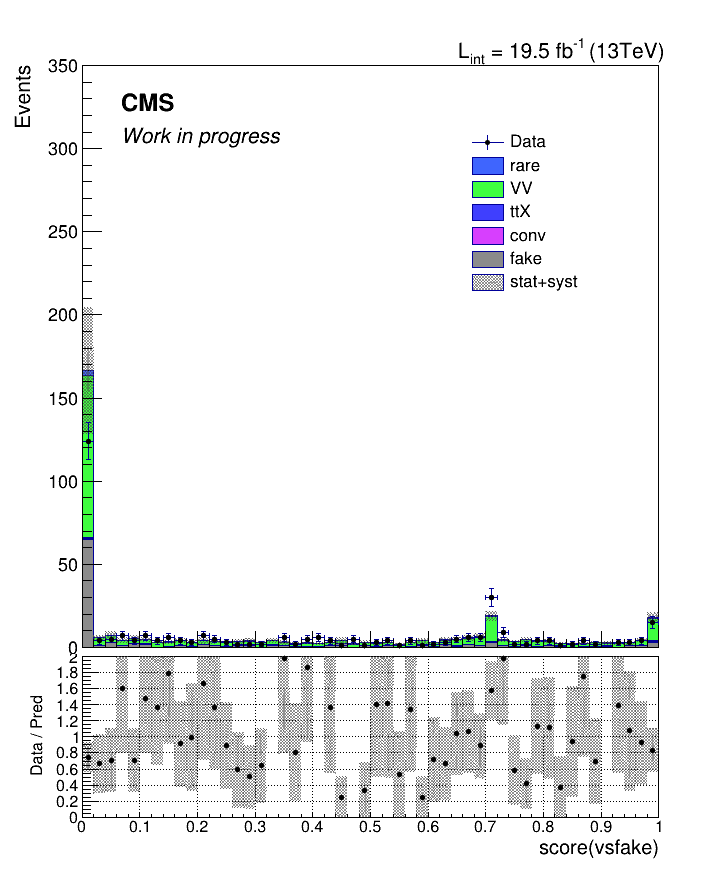 L_int = 19.5 fb^-1 (13TeV)
Events
350
300
250
200
150
100
50
0
CMS
Work in progress
Data
rare
VV
ttX
conv
fake
stat+syst
Data / Pred
2
1.8
1.6
1.4
1.2
1
0.8
0.6
0.4
0.2
0
0 0.1 0.2 0.3 0.4 0.5 0.6 0.7 0.8 0.9 1
score(vsfake)